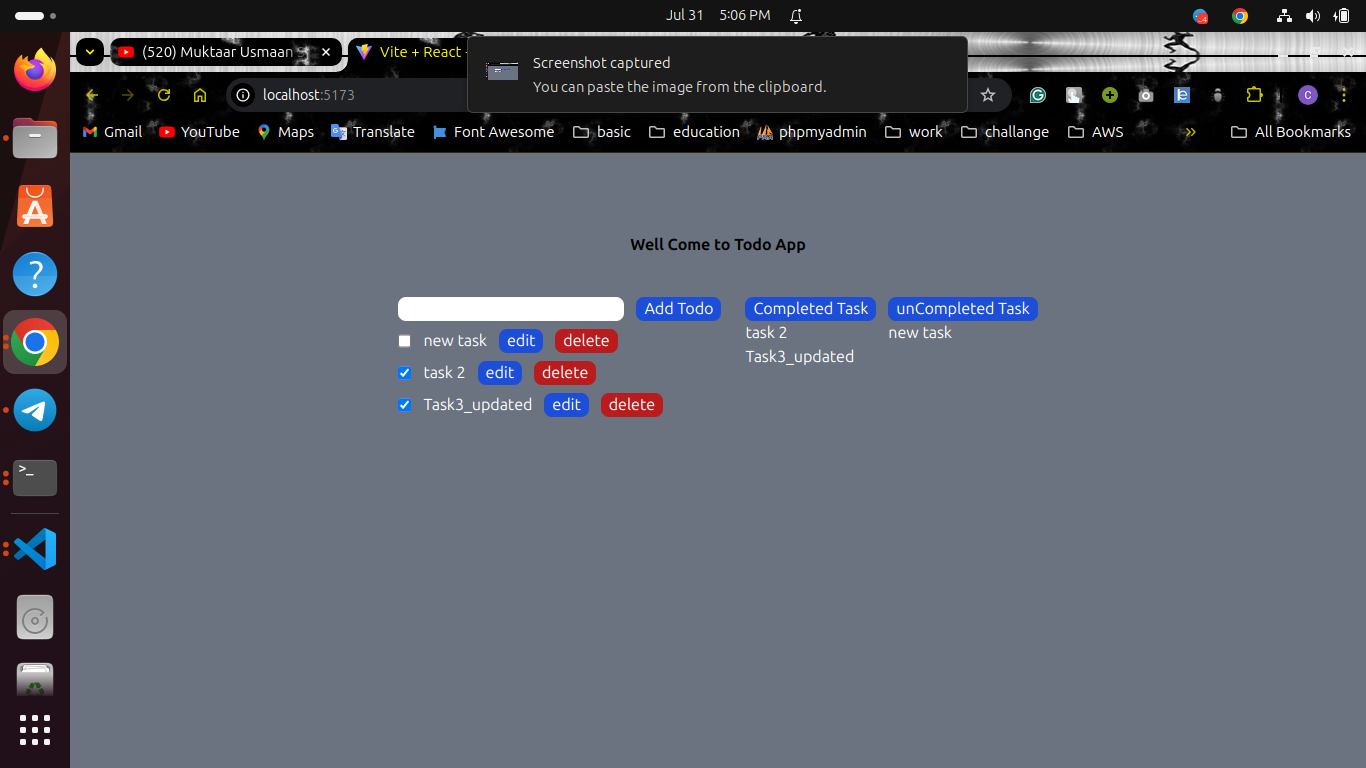 Jul 31 5:06 PM
(520) Muktaar Usmaan
Vite + React
Screenshot captured
You can paste the image from the clipboard.
localhost:5173
C
Gmail YouTube Maps Translate Font Awesome basic education phpmyadmin work challange AWS » All Bookmarks
Well Come to Todo App
Add Todo Completed Task unCompleted Task
task 2 new task
Task3_updated
new task edit delete
task 2 edit delete
Task3_updated edit delete